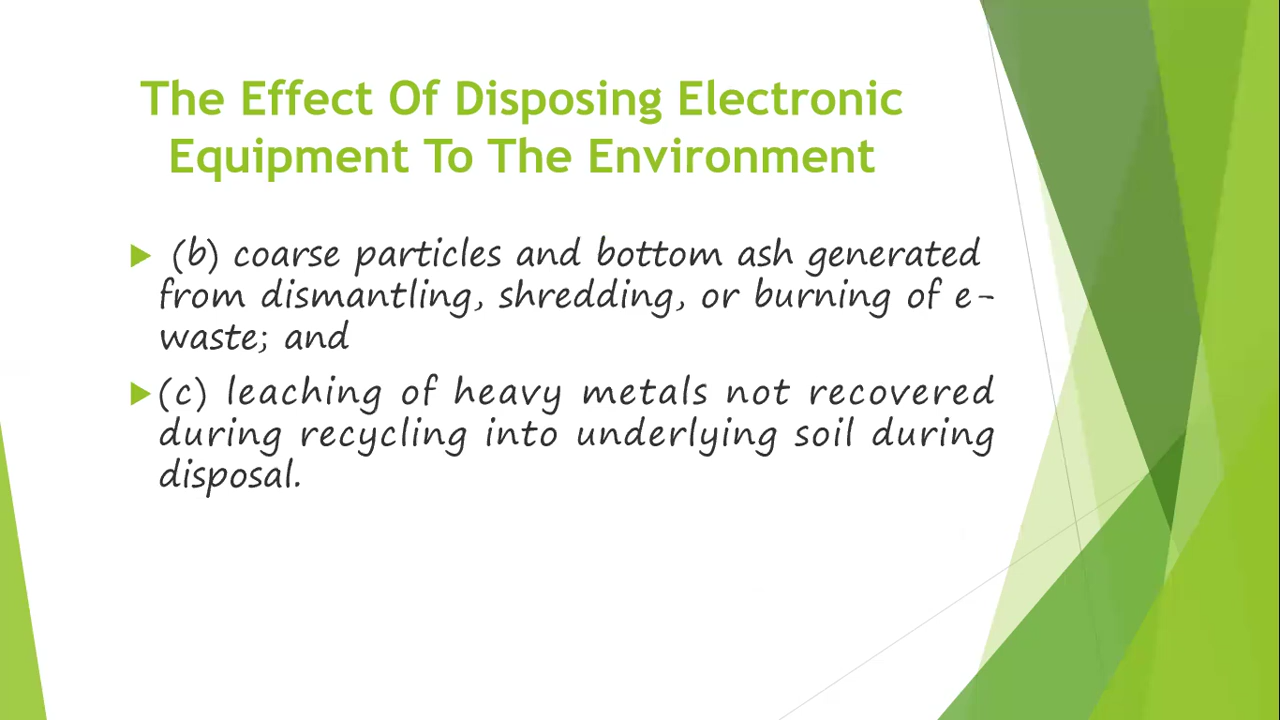 The Effect Of Disposing Electronic
Equipment To The Environment
(b) coarse particles and bottom ash generated
from dismantling, shredding, or burning of e-
waste; and
(c) leaching of heavy metals not recovered
during recycling into underlying soil during
disposal.